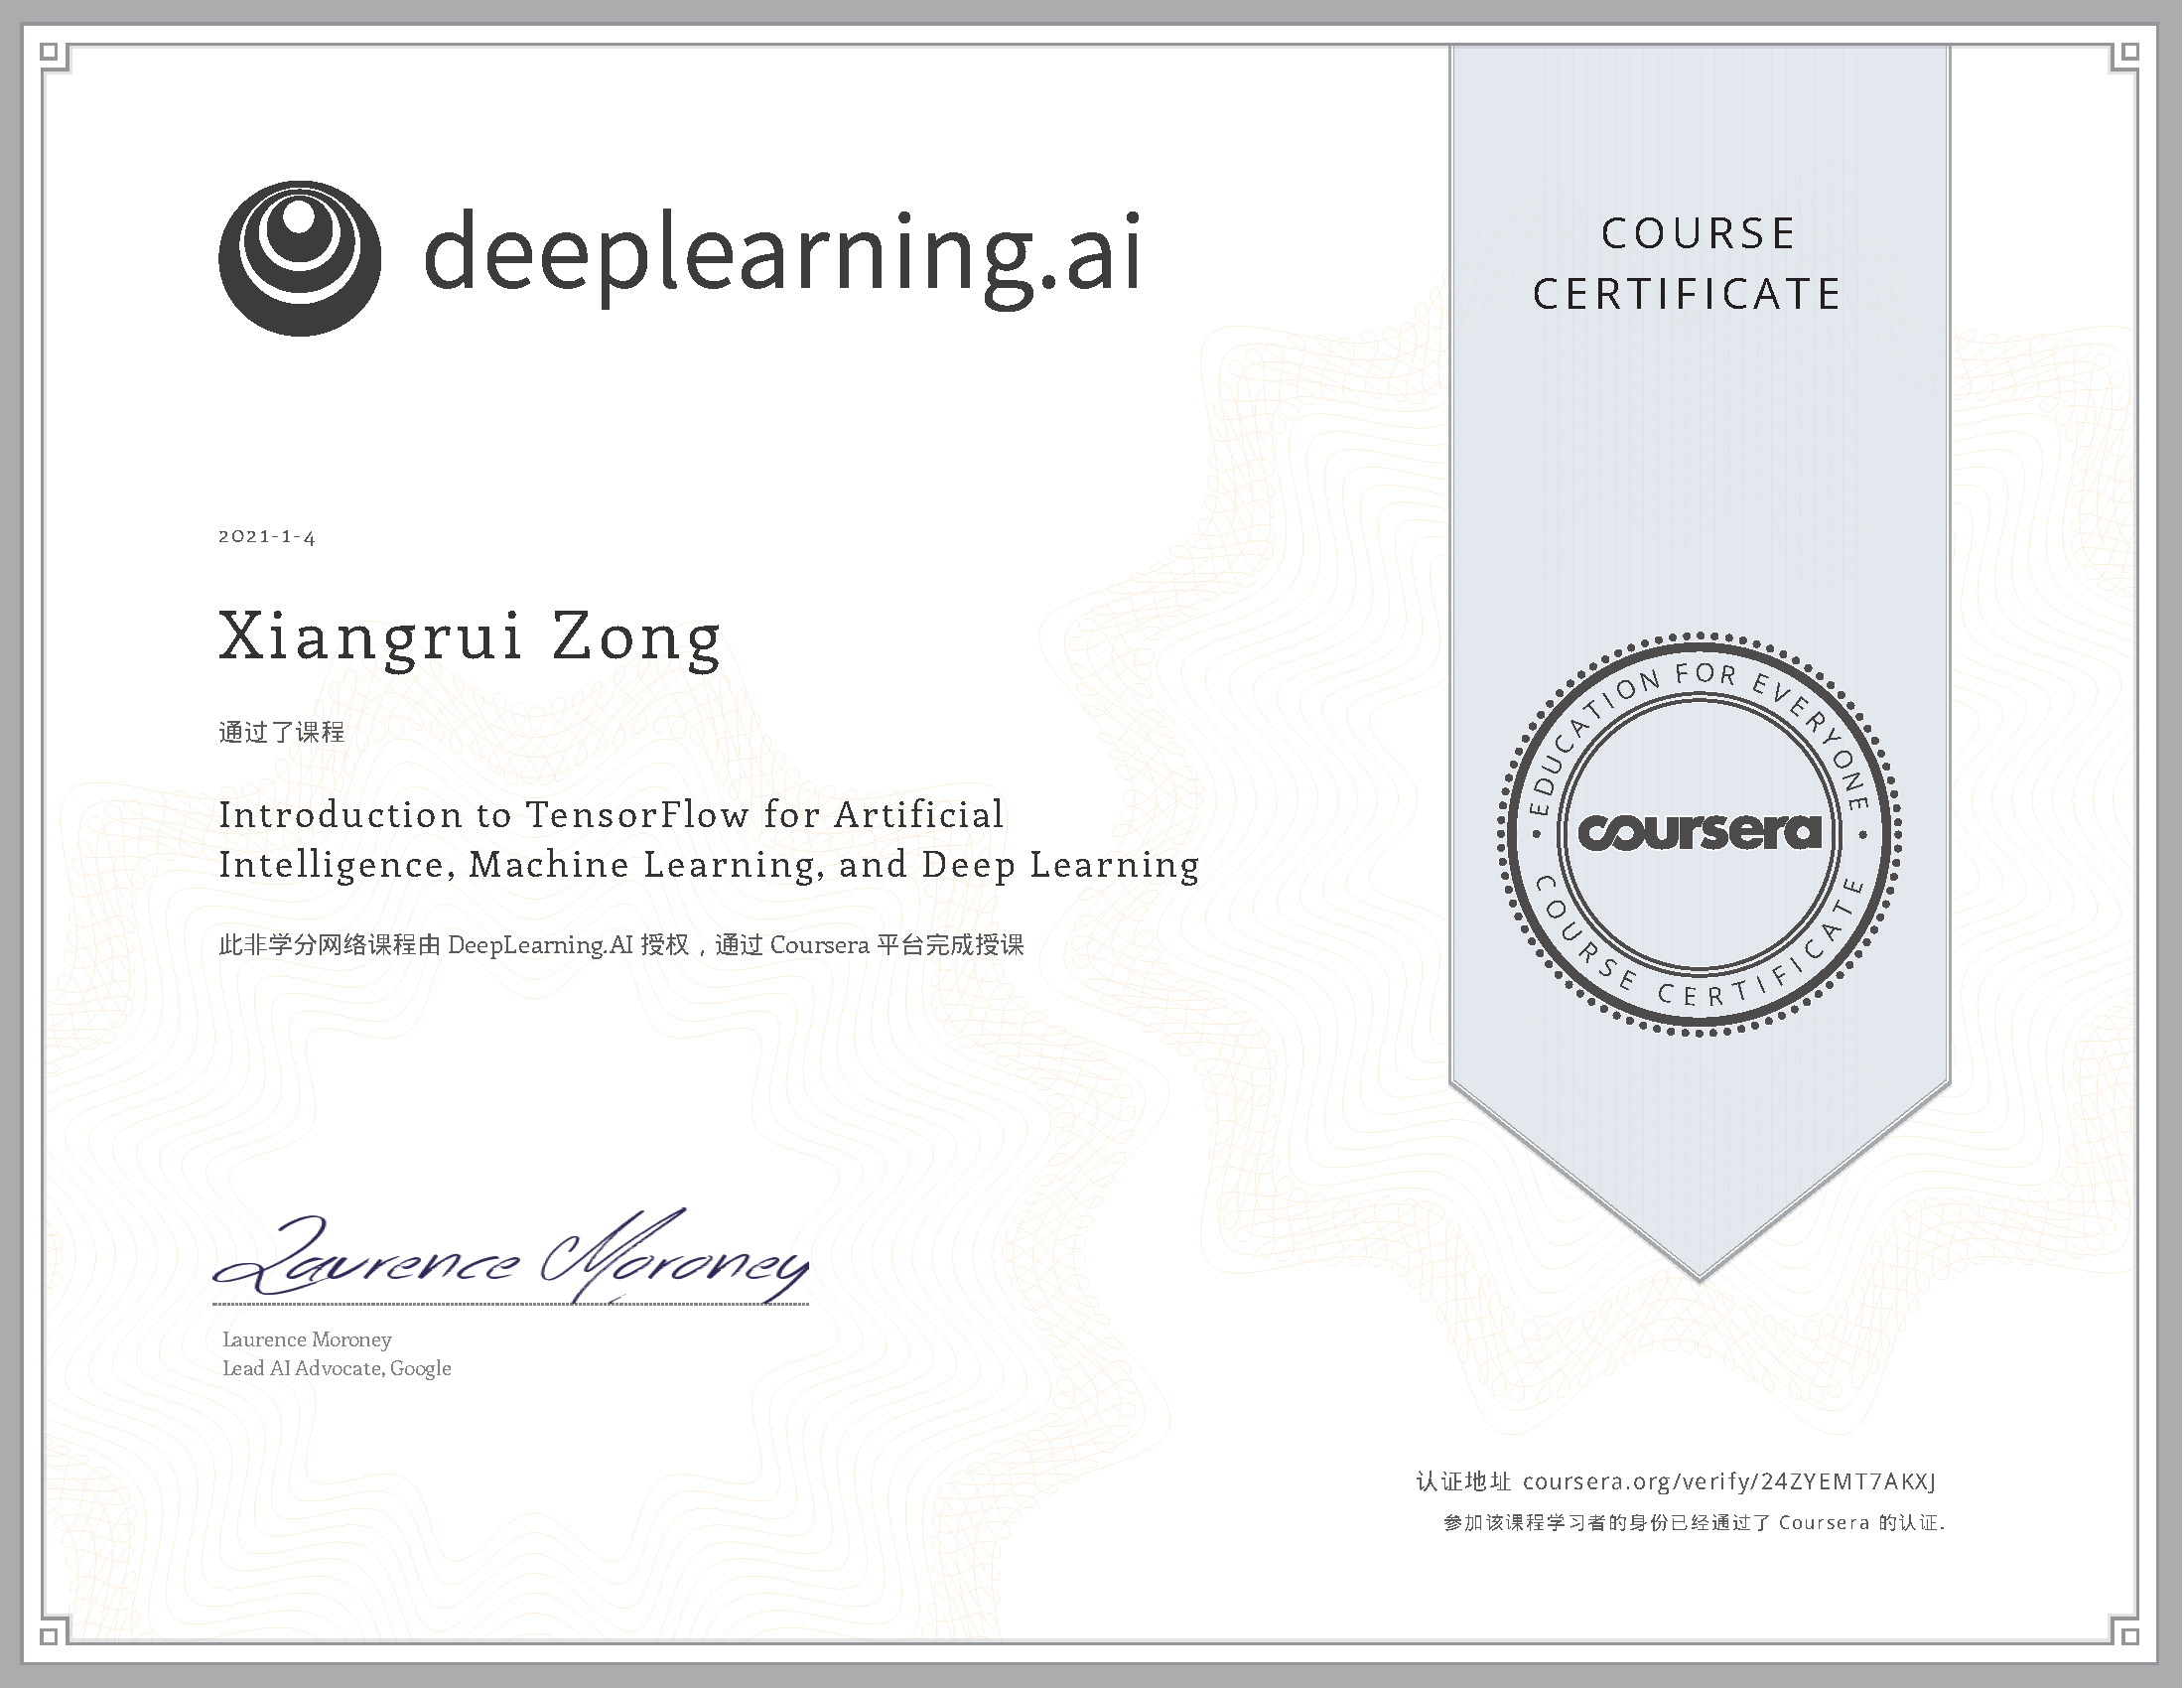 deeplearning.ai
COURSE
CERTIFICATE
2021-1-4
Xiangrui Zong
通过了课程
Introduction to TensorFlow for Artificial
Intelligence, Machine Learning, and Deep Learning
此非学分网络课程由 DeepLearning.AI 授权，通过 Coursera 平台完成授课
EDUCATION FOR EVERYONE
coursera
COURSE CERTIFICATE
Laurence Moroney
Laurence Moroney
Lead AI Advocate, Google
认证地址 coursera.org/verify/24ZYEMT7AKXJ
参加该课程学习者的身份已经通过了 Coursera 的认证.